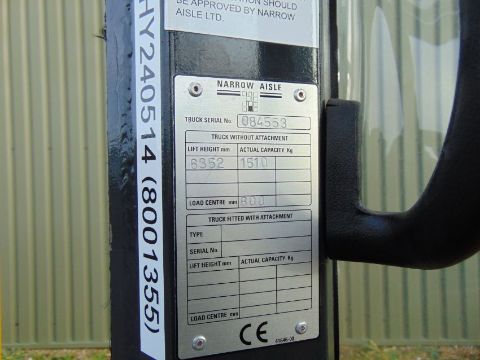 ATION SHOULD
BE APPROVED BY NARROW
AISLE LTD.
HY240514 (8001355)
NARROW AISLE
TRUCK SERIAL No. 084553
TRUCK WITHOUT ATTACHMENT
LIFT HEIGHT mm ACTUAL CAPACITY Kg
6352 1510
LOAD CENTRE mm 600
TRUCK FITTED WITH ATTACHMENT
TYPE
SERIAL No.
LIFT HEIGHT mm ACTUAL CAPACITY Kg
LOAD CENTRE mm
CE